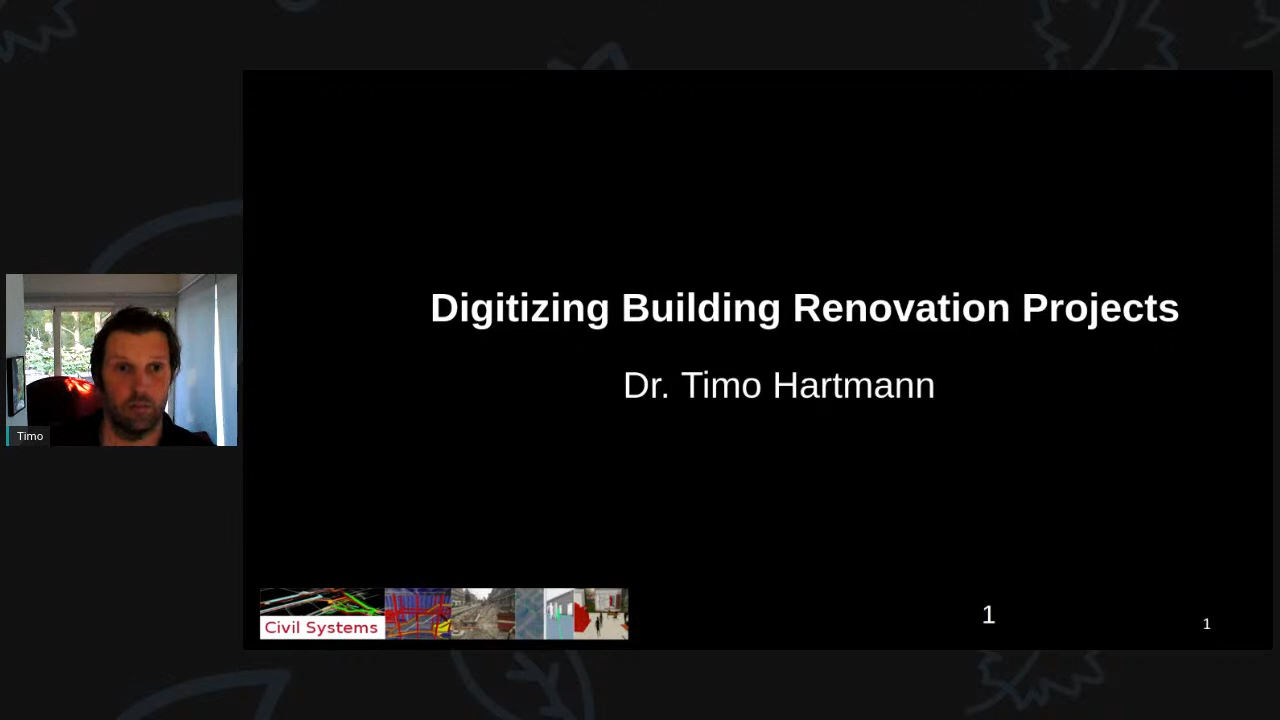 Digitizing Building Renovation Projects
Dr. Timo Hartmann
Timo
Civil Systems
1
1